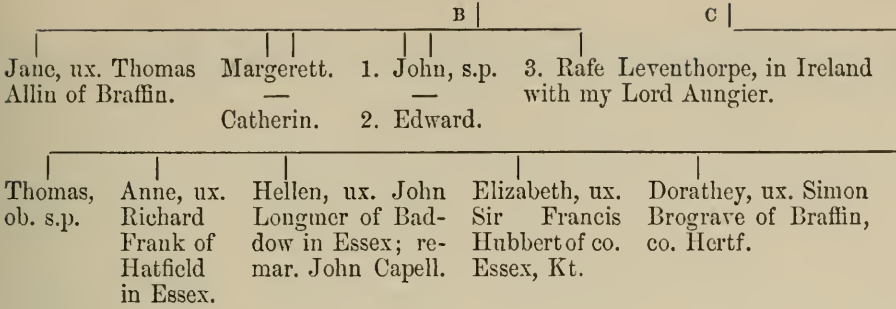 B C
Jane, ux. Thomas Allin of Braffin.
Margerett.
Catherin.
1. John, s.p.
2. Edward.
3. Rafe Leventhorpe, in Ireland
with my Lord Aungier.
Thomas,
ob. s.p.
Anne, ux.
Richard
Frank of
Hatfield
in Essex.
Hellen, ux. John
Longmer of Bad-
dow in Essex; re-
mar. John Capell.
Elizabeth, ux.
Sir Francis
Hubbert of co.
Essex, Kt.
Dorathey, ux. Simon
Brograve of Braffin,
co. Hertf.